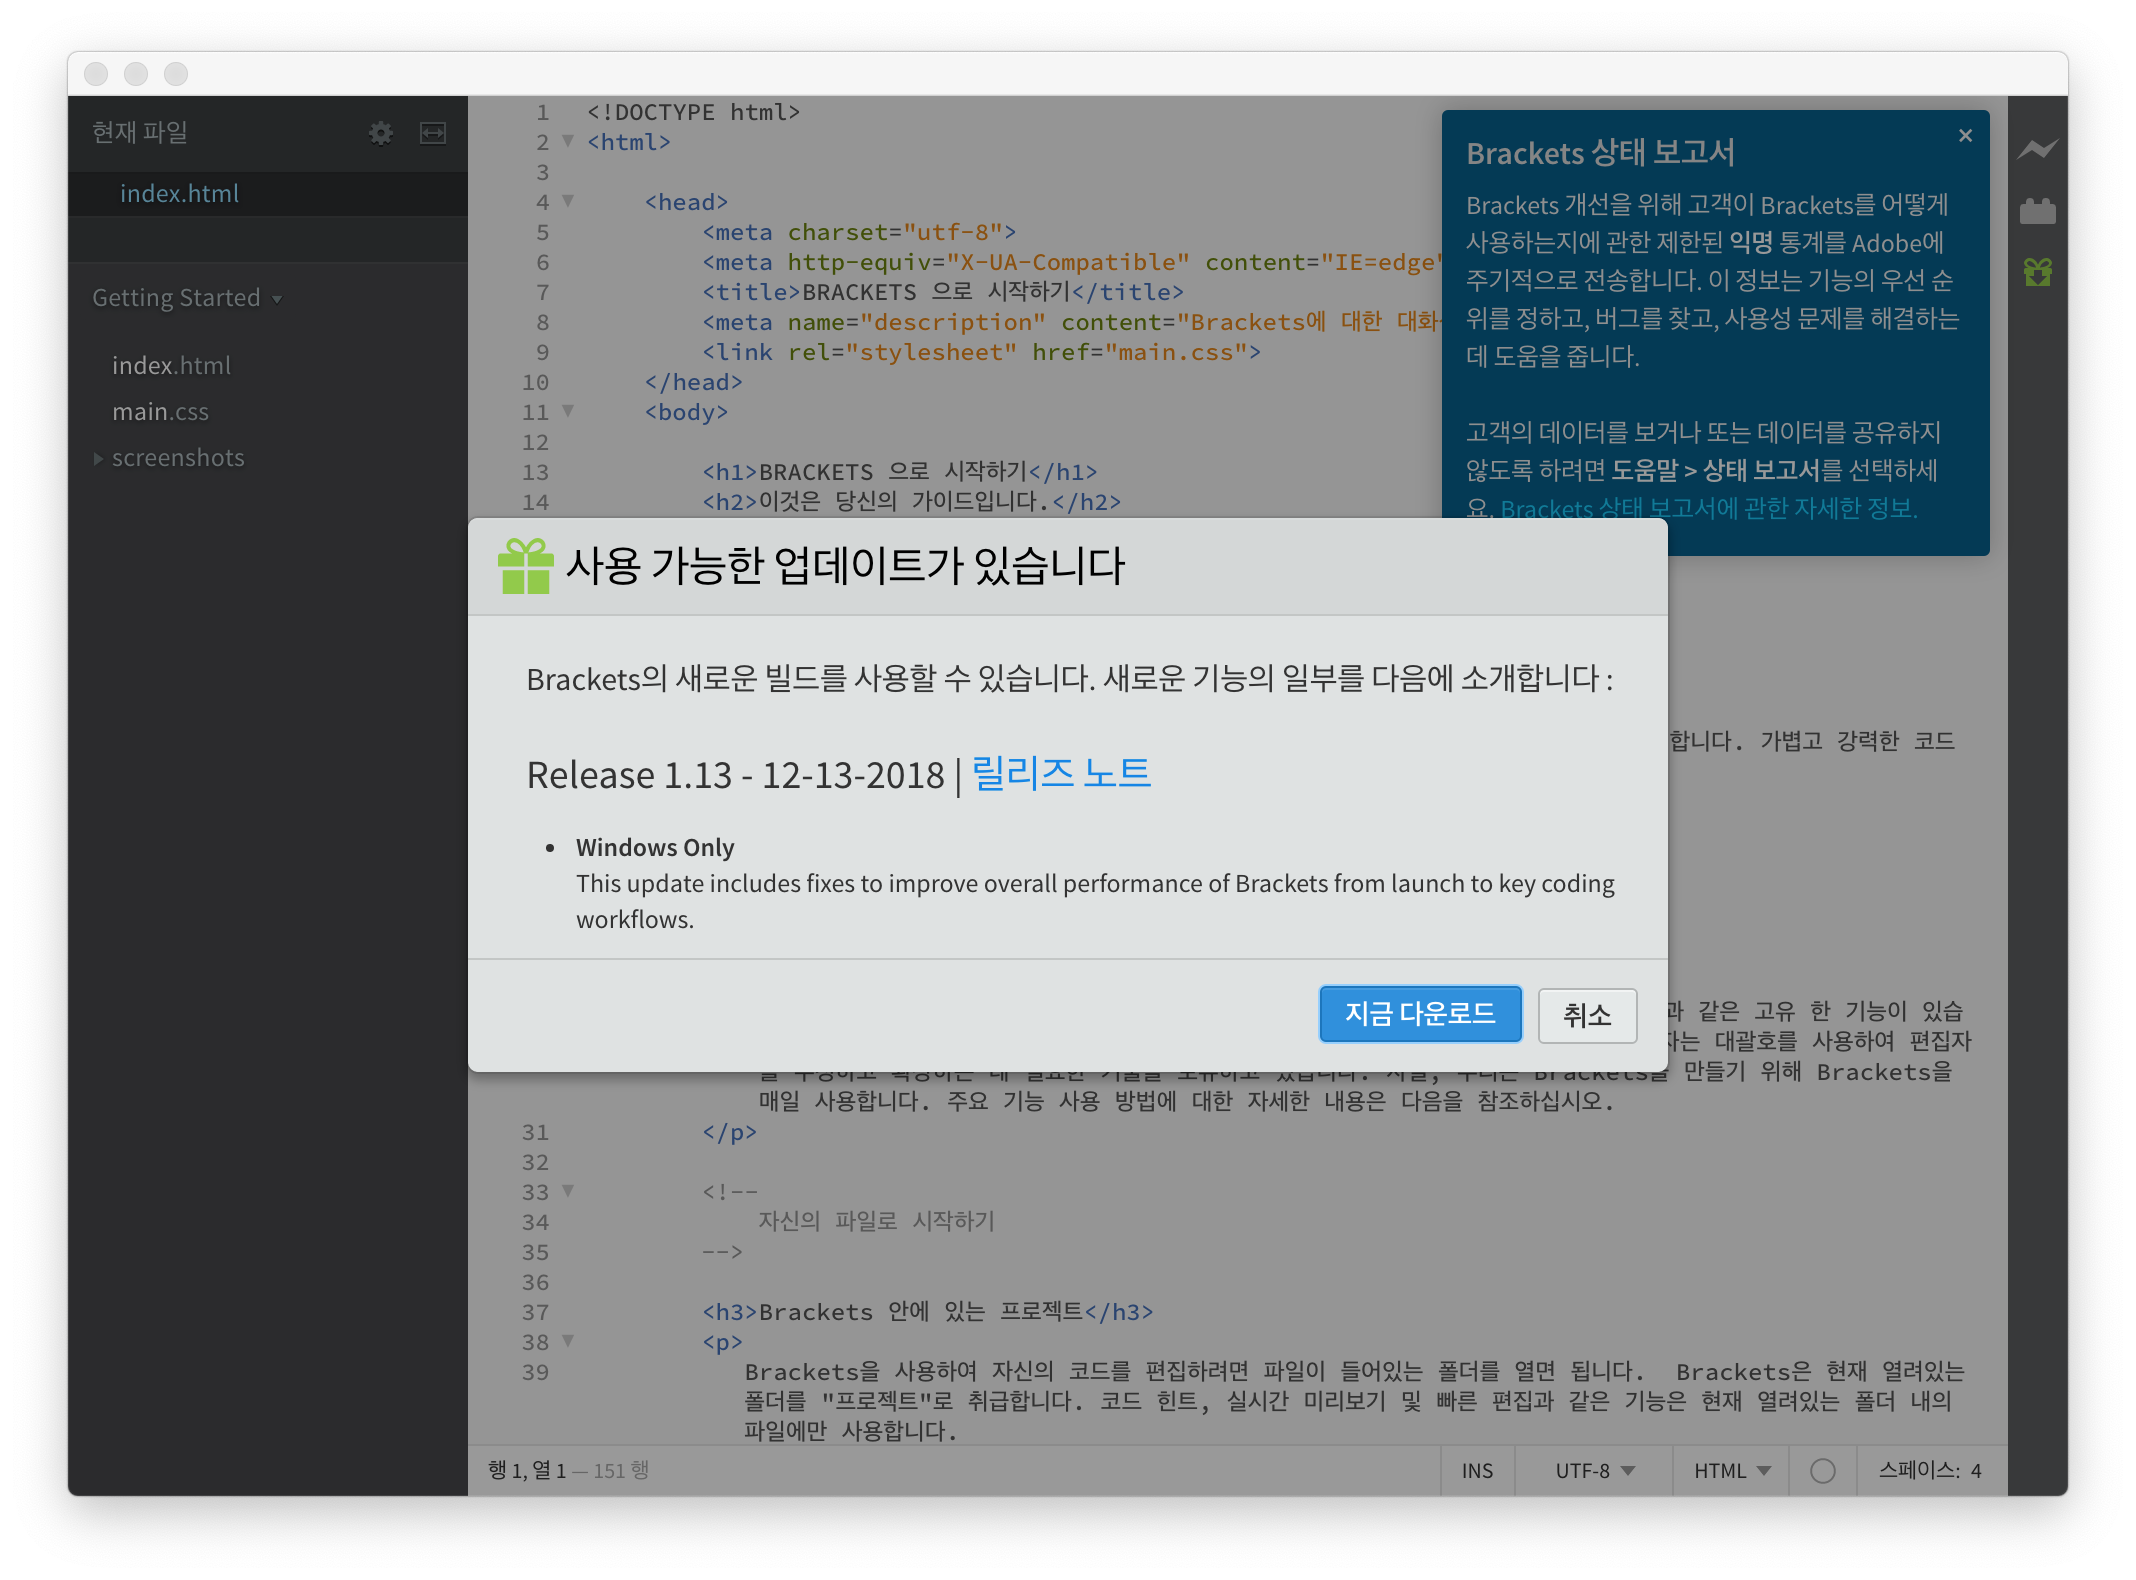 현재 파일
index.html
Getting Started
index.html
main.css
screenshots
1 <!DOCTYPE html>
2 <html>
3
4 <head>
5 <meta charset="utf-8">
6 <meta http-equiv="X-UA-Compatible" content="IE=edge"
7 <title>BRACKETS 으로 시작하기</title>
8 <meta name="description" content="Brackets에 대한 대화
9 <link rel="stylesheet" href="main.css">
10 </head>
11 <body>
12
13 <h1>BRACKETS 으로 시작하기</h1>
14 <h2>이것은 당신의 가이드입니다.</h2>
Brackets 상태 보고서
×
Brackets 개선을 위해 고객이 Brackets를 어떻게
사용하는지에 관한 제한된 익명 통계를 Adobe에
주기적으로 전송합니다. 이 정보는 기능의 우선 순
위를 정하고, 버그를 찾고, 사용성 문제를 해결하는
데 도움을 줍니다.
고객의 데이터를 보거나 또는 데이터를 공유하지
않도록 하려면 도움말 > 상태 보고서를 선택하세
요. Brackets 상태 보고서에 관한 자세한 정보.
사용 가능한 업데이트가 있습니다
Brackets의 새로운 빌드를 사용할 수 있습니다. 새로운 기능의 일부를 다음에 소개합니다 :
Release 1.13 - 12-13-2018 | 릴리즈 노트
• Windows Only
This update includes fixes to improve overall performance of Brackets from launch to key coding
workflows.
지금 다운로드
취소
합니다. 가볍고 강력한 코드
과 같은 고유 한 기능이 있습
자는 대괄호를 사용하여 편집자
Brackets을 만들기 위해 Brackets을
매일 사용합니다. 주요 기능 사용 방법에 대한 자세한 내용은 다음을 참조하십시오.
31 </p>
32
33 <!--
34 자신의 파일로 시작하기
35 -->
36
37 <h3>Brackets 안에 있는 프로젝트</h3>
38 <p>
39 Brackets을 사용하여 자신의 코드를 편집하려면 파일이 들어있는 폴더를 열면 됩니다. Brackets은 현재 열려있는
폴더를 "프로젝트"로 취급합니다. 코드 힌트, 실시간 미리보기 및 빠른 편집과 같은 기능은 현재 열려있는 폴더 내의
파일에만 사용합니다.
행 1, 열 1 — 151 행
INS
UTF-8
HTML
스페이스: 4